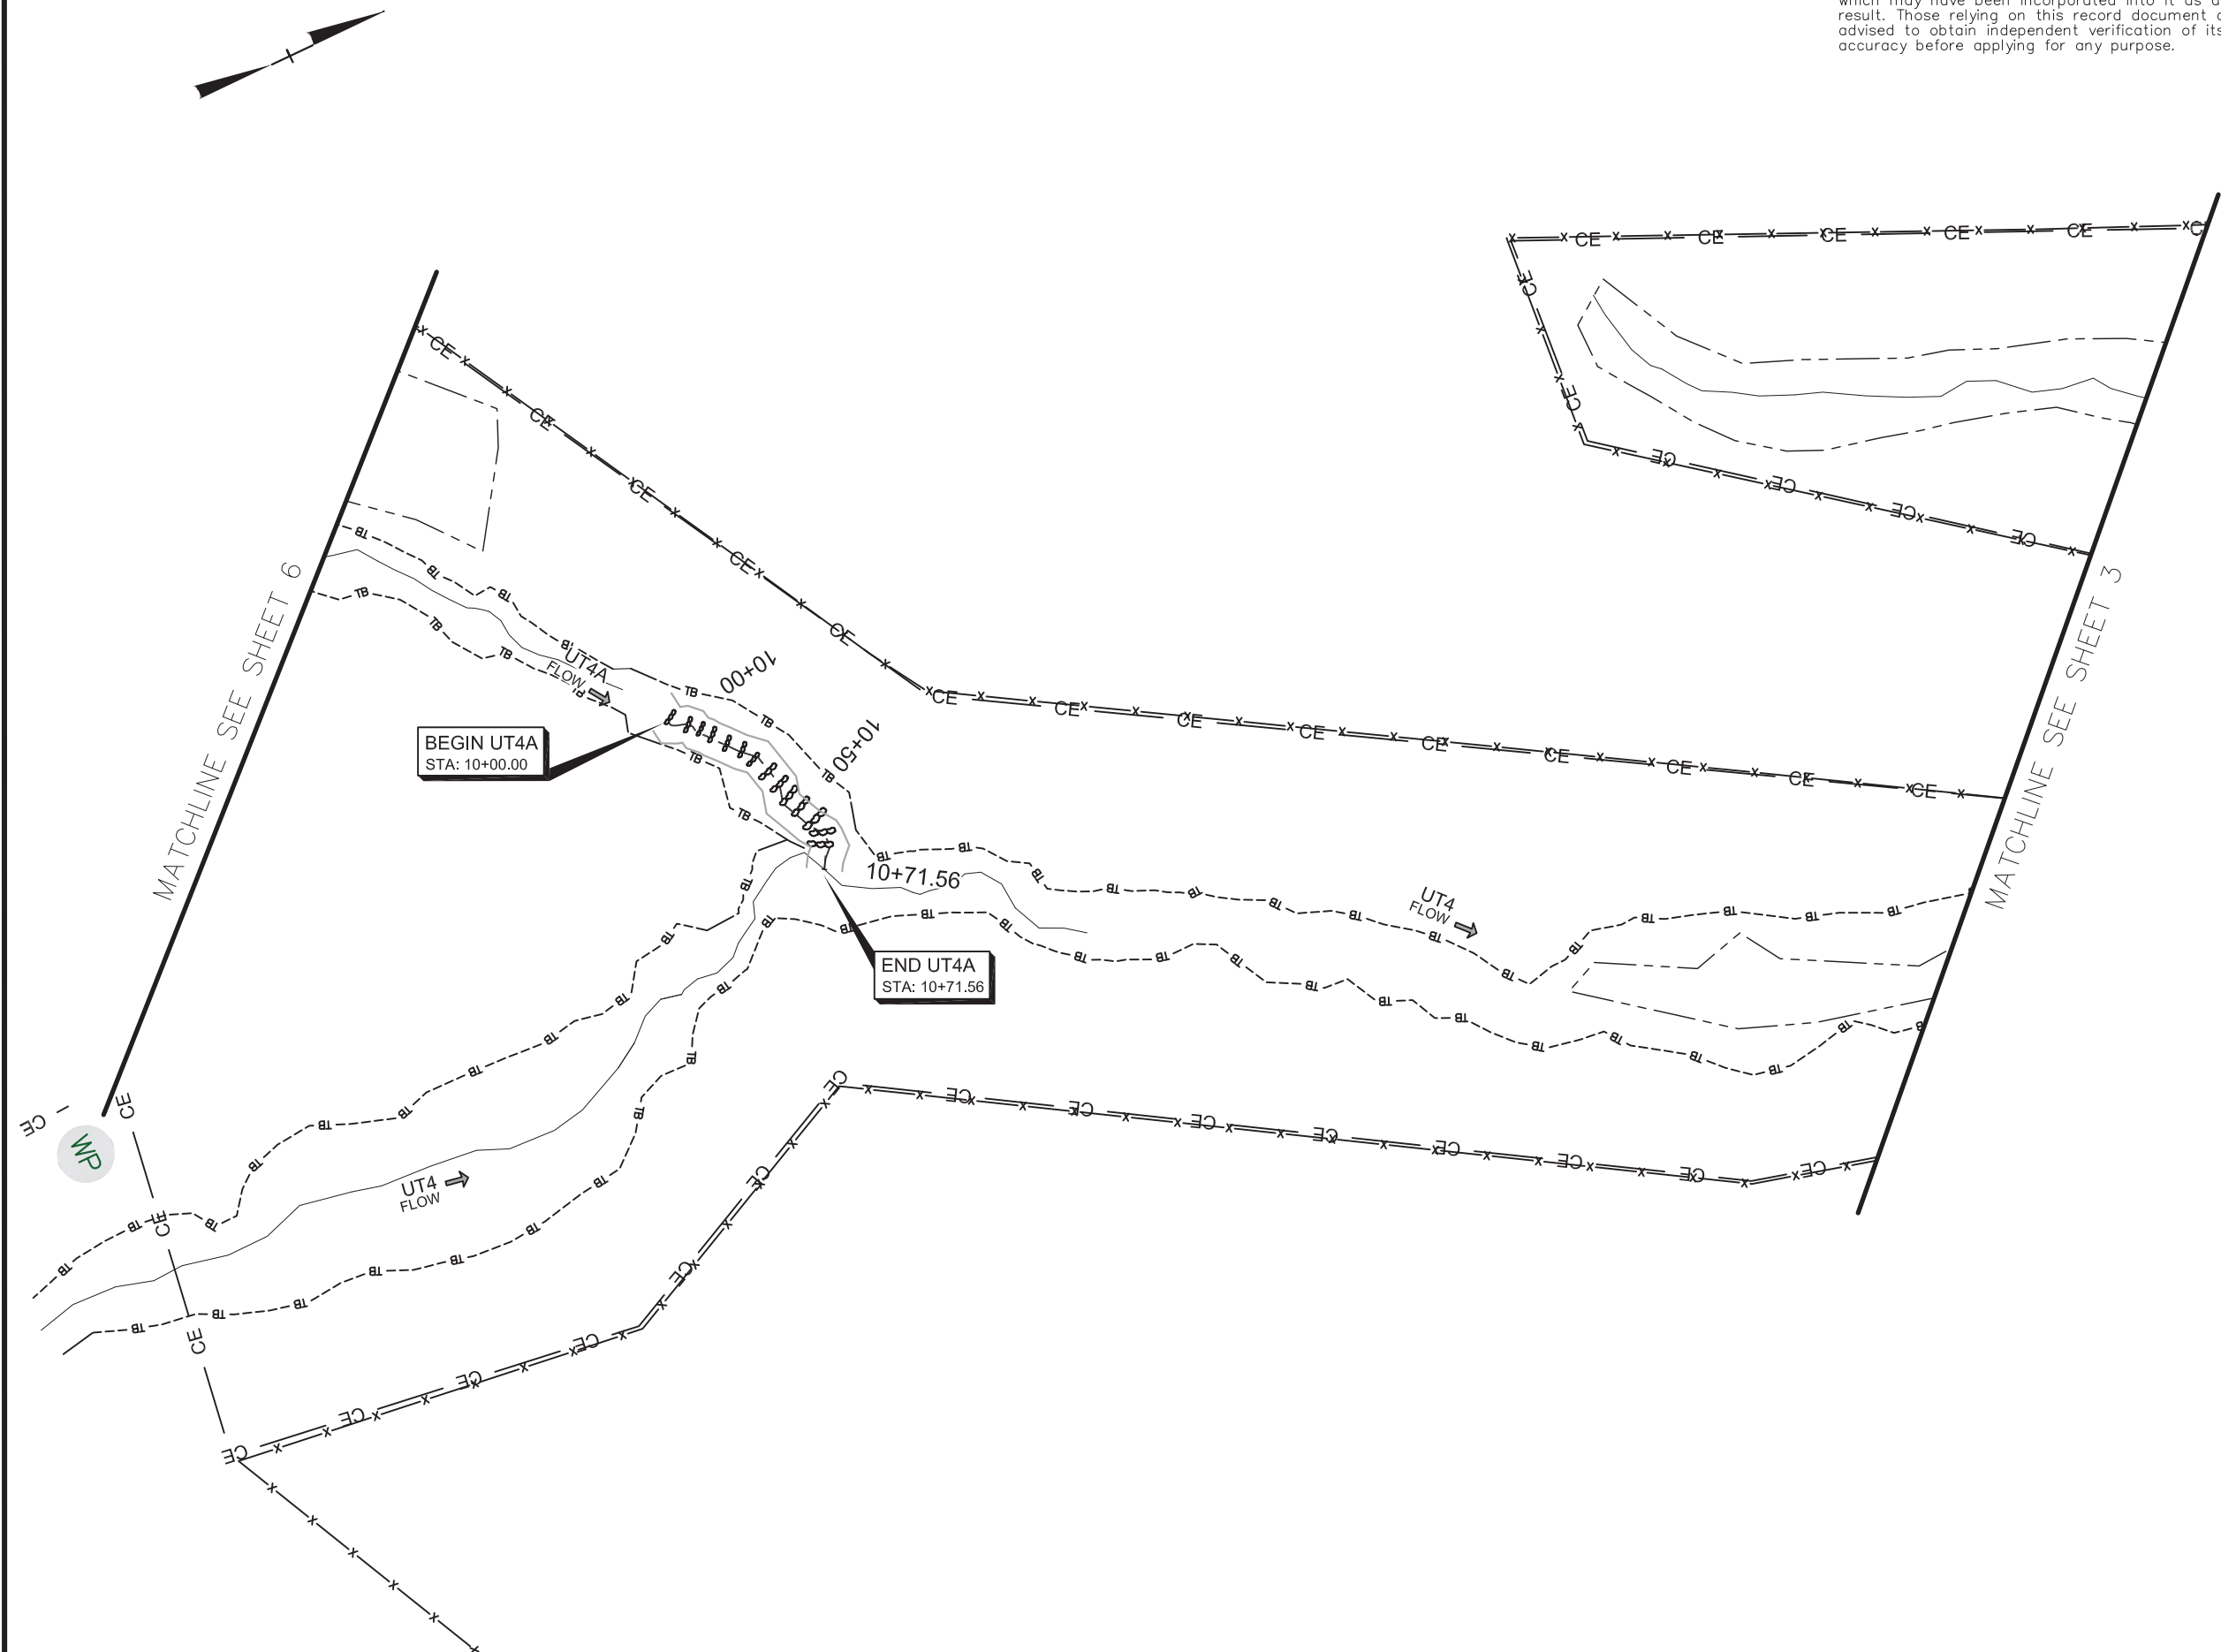 which may have been incorporated into it as a
result. Those relying on this record document
advised to obtain independent verification of its
accuracy before applying for any purpose.
MATCHLINE SEE SHEET 6
MATCHLINE SEE SHEET 3
UT4A
FLOW
10+00
10+50
BEGIN UT4A
STA: 10+00.00
10+71.56
END UT4A
STA: 10+71.56
UT4
FLOW
UT4
FLOW
WP
CE
TB